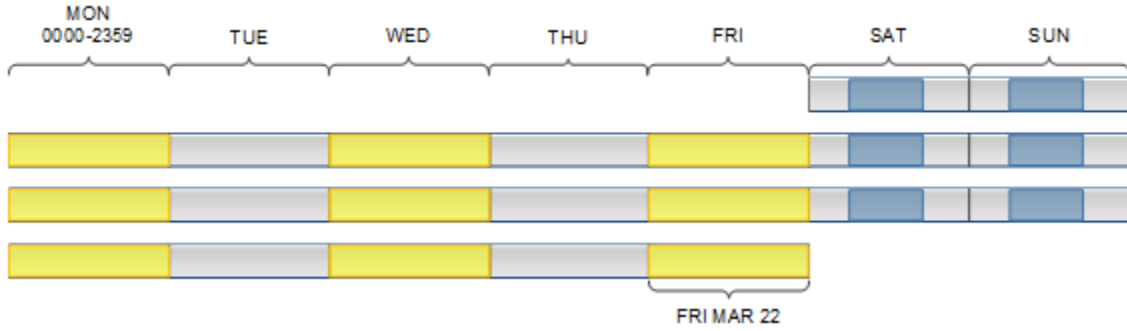 MON
0000-2359
TUE
WED
THU
FRI
SAT
SUN
FRI MAR 22